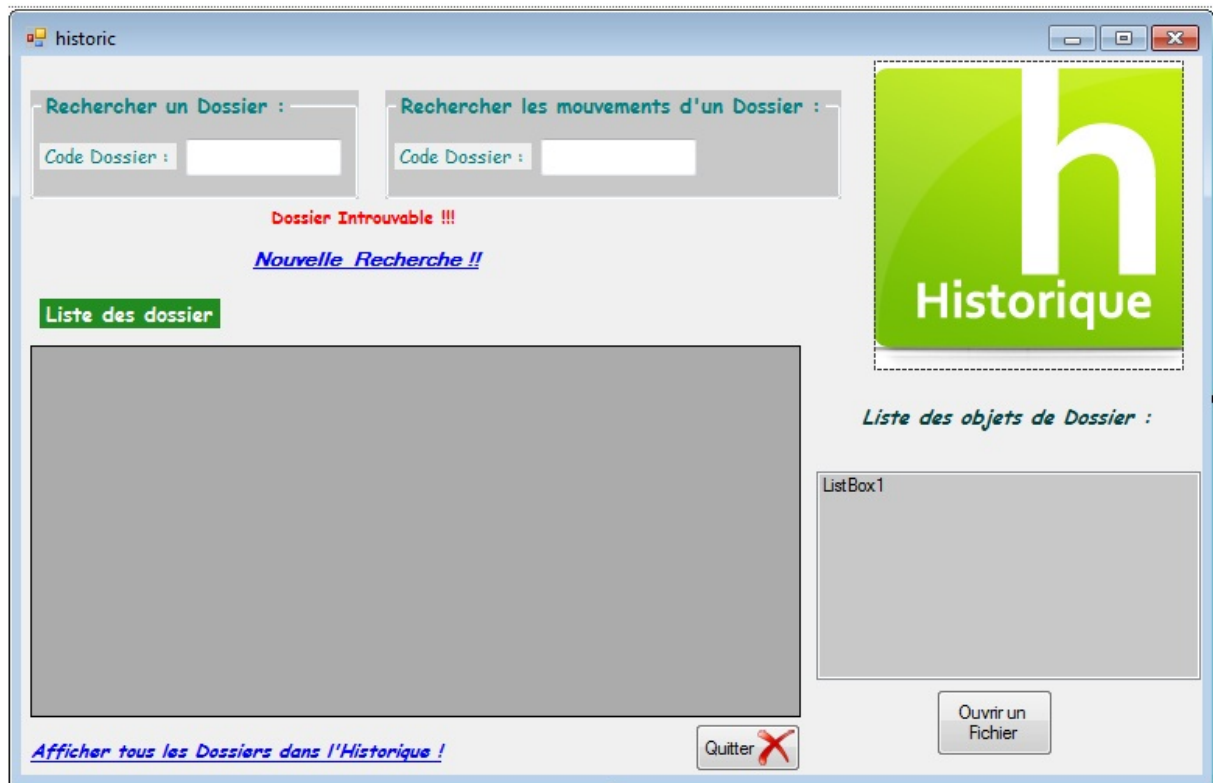 historic
Rechercher un Dossier :
Rechercher les mouvements d'un Dossier :
Code Dossier :
Code Dossier :
Dossier Introuvable !!!
Nouvelle Recherche !!
h
Historique
Liste des dossier
Liste des objets de Dossier :
ListBox1
Ouvrir un
Fichier
Afficher tous les Dossiers dans l'Historique !
Quitter